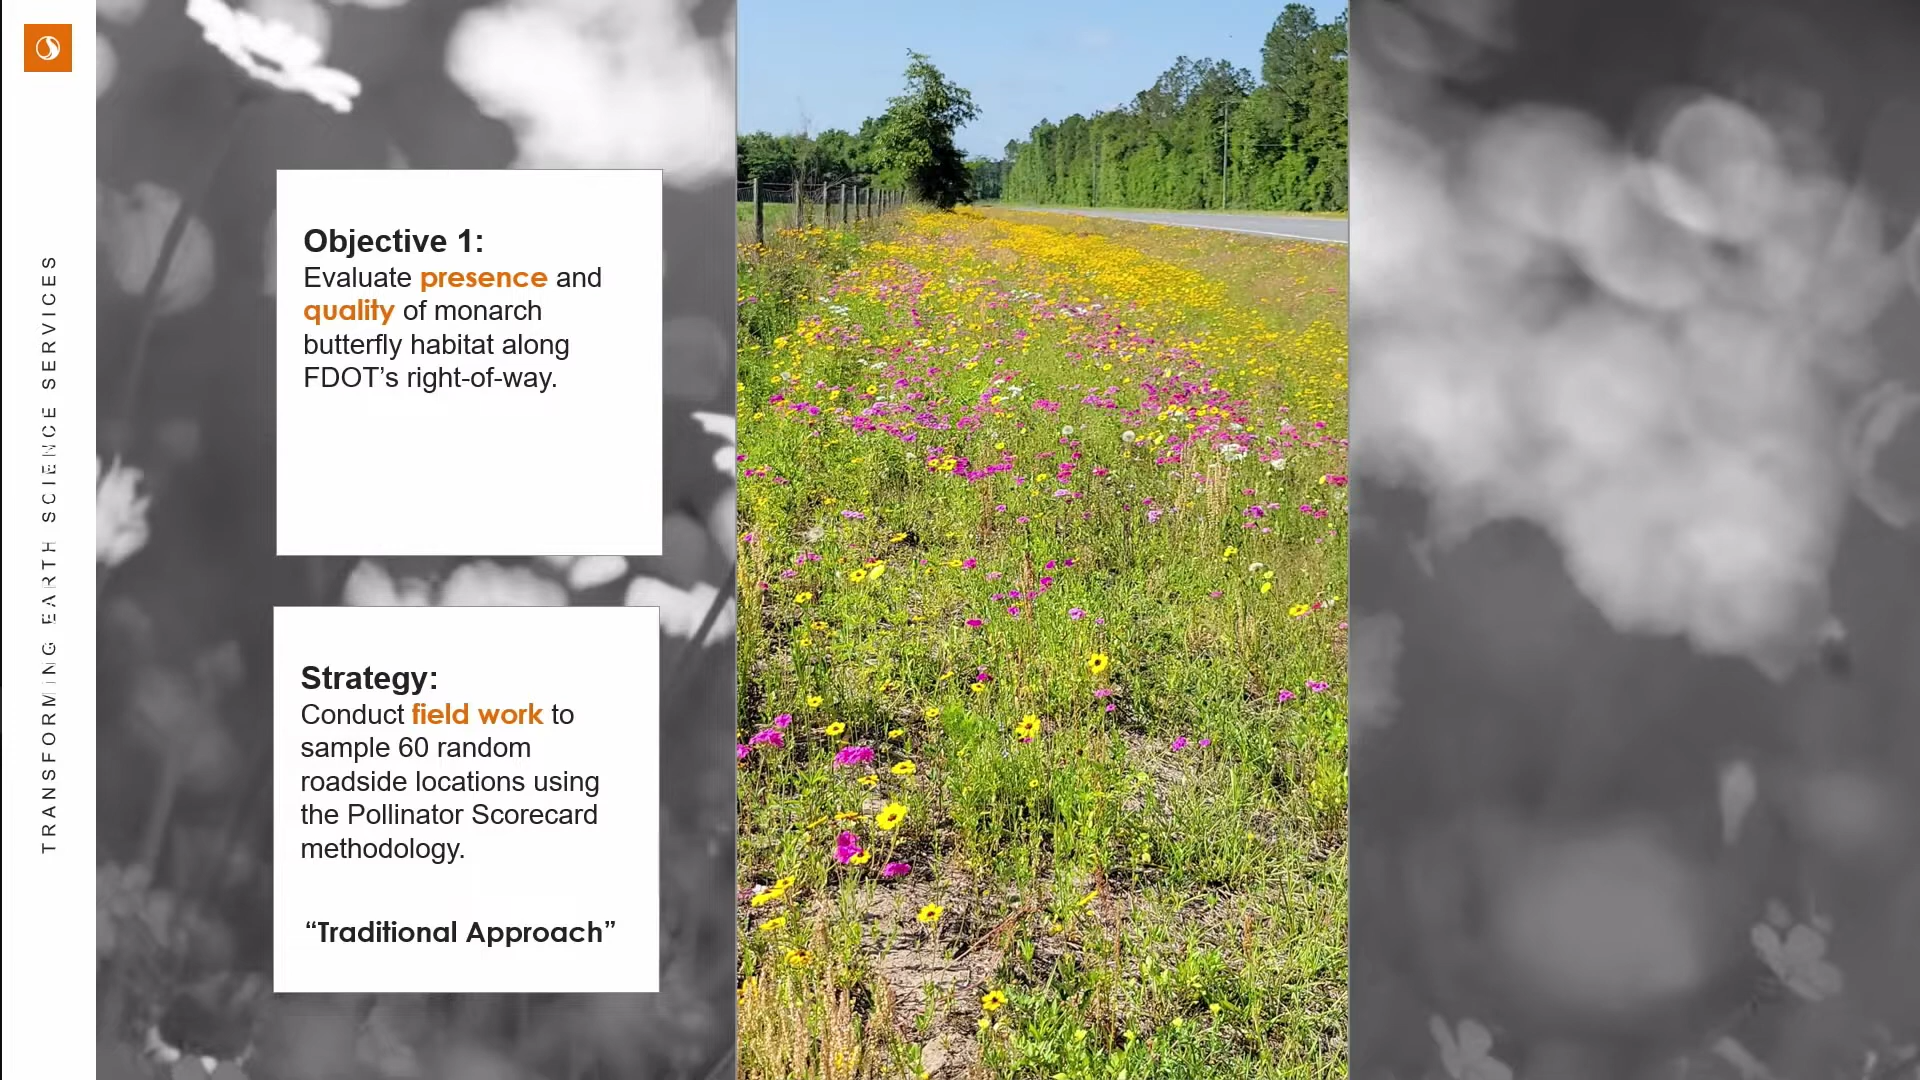 TRANSFORMING EARTH SCIENCE SERVICES
Objective 1:
Evaluate presence and
quality of monarch
butterfly habitat along
FDOT’s right-of-way.
Strategy:
Conduct field work to
sample 60 random
roadside locations using
the Pollinator Scorecard
methodology.
“Traditional Approach”